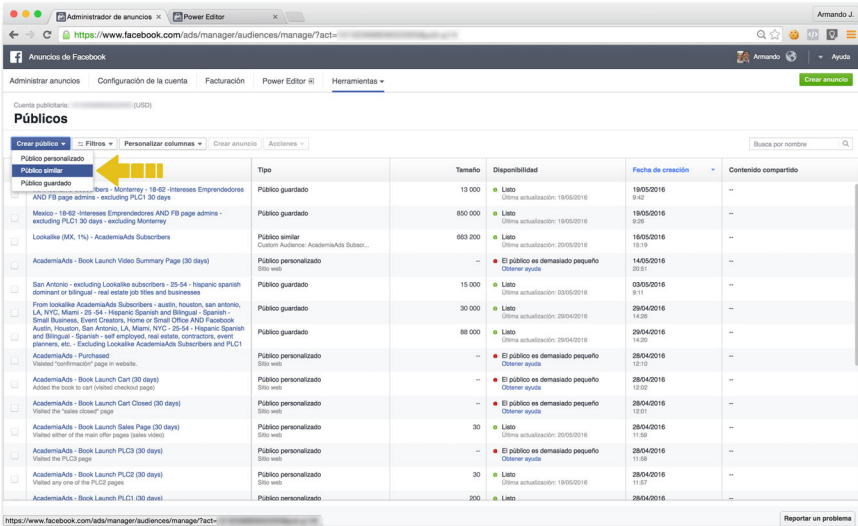 Administrador de anuncios
Power Editor
Armando J.
https://www.facebook.com/ads/manager/audiences/manage/?act=
Anuncios de Facebook
Armando
Ayuda
Administrar anuncios
Configuración de la cuenta
Facturación
Power Editor
Herramientas
Crear anuncio
Cuenta publicitaria: (USD)
Públicos
Crear público
Filtros
Personalizar columnas
Crear anuncio
Acciones
Busca por nombre
Público personalizado
Público similar
Público guardado
Tipo
Tamaño
Disponibilidad
Fecha de creación
Contenido compartido
ibers - Monterrey - 18-62 -Intereses Emprendedores
AND FB page admins - excluding PLC1 30 days
Público guardado
13 000
Listo
Última actualización: 19/05/2016
19/05/2016
9:42
--
Mexico - 18-62 -Intereses Emprendedores AND FB page admins -
excluding PLC1 30 days - excluding Monterrey
Público guardado
850 000
Listo
Última actualización: 19/05/2016
19/05/2016
9:26
--
Lookalike (MX, 1%) - AcademiaAds Subscribers
Público similar
Custom Audience: AcademiaAds Subscr...
663 200
Listo
Última actualización: 20/05/2016
16/05/2016
15:19
--
AcademiaAds - Book Launch Video Summary Page (30 days)
Público personalizado
Sitio web
--
El público es demasiado pequeño
Obtener ayuda
14/05/2016
20:51
--
San Antonio - excluding Lookalike subscribers - 25-54 - hispanic spanish
dominant or bilingual - real estate job titles and businesses
Público guardado
15 000
Listo
Última actualización: 03/05/2016
03/05/2016
9:11
--
From lookalike AcademiaAds Subscribers - austin, houston, san antonio,
LA, NYC, Miami - 25 -54 - Hispanic Spanish and Bilingual - Spanish -
Small Business, Event Creators, Home or Small Office AND Facebook
Público guardado
30 000
Listo
Última actualización: 29/04/2016
29/04/2016
14:26
--
Austin, Houston, San Antonio, LA, Miami, NYC - 25-54 - Hispanic Spanish
and Bilingual - Spanish - self employed, real estate, contractors, event
planners, etc. - Excluding Lookalike AcademiaAds Subscribers and PLC1
Público guardado
88 000
Listo
Última actualización: 29/04/2016
29/04/2016
14:20
--
AcademiaAds - Purchased
Visiated "confirmación" page in website.
Público personalizado
Sitio web
--
El público es demasiado pequeño
Obtener ayuda
28/04/2016
12:10
--
AcademiaAds - Book Launch Cart (30 days)
Added the book to cart (visited checkout page)
Público personalizado
Sitio web
--
El público es demasiado pequeño
Obtener ayuda
28/04/2016
12:02
--
AcademiaAds - Book Launch Cart Closed (30 days)
Visited the "sales closed" page
Público personalizado
Sitio web
--
El público es demasiado pequeño
Obtener ayuda
28/04/2016
12:01
--
AcademiaAds - Book Launch Sales Page (30 days)
Visited either of the main offer pages (sales video)
Público personalizado
Sitio web
30
Listo
Última actualización: 20/05/2016
28/04/2016
11:59
--
AcademiaAds - Book Launch PLC3 (30 days)
Visited the PLC3 page
Público personalizado
Sitio web
--
El público es demasiado pequeño
Obtener ayuda
28/04/2016
11:58
--
AcademiaAds - Book Launch PLC2 (30 days)
Visited any one of the PLC2 pages
Público personalizado
Sitio web
30
Listo
Última actualización: 19/05/2016
28/04/2016
11:57
--
AcademiaAds - Book Launch PLC1 (30 days)
Público personalizado
200
Listo
28/04/2016
--
https://www.facebook.com/ads/manager/audiences/manage/?act=
Reportar un problema